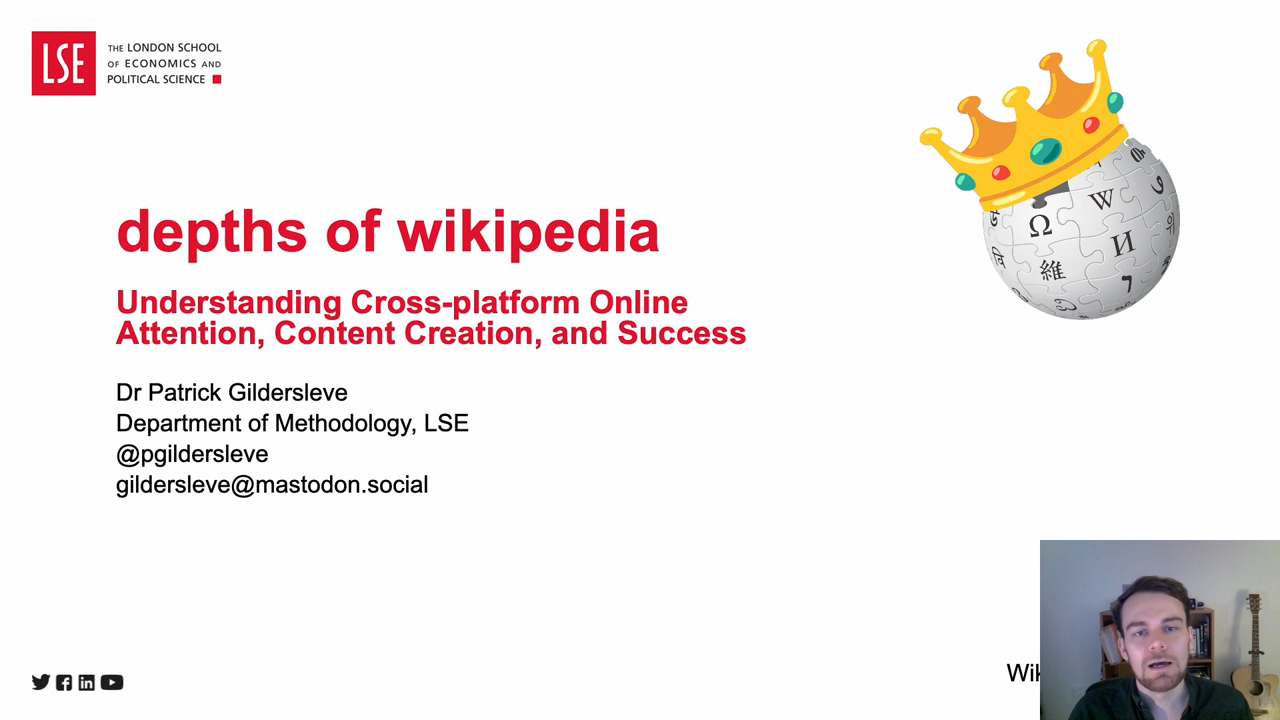 LSE
THE LONDON SCHOOL
OF ECONOMICS AND
POLITICAL SCIENCE
depths of wikipedia
Understanding Cross-platform Online
Attention, Content Creation, and Success
Dr Patrick Gildersleve
Department of Methodology, LSE
@pgildersleve
gildersleve@mastodon.social
Ω W
維 И